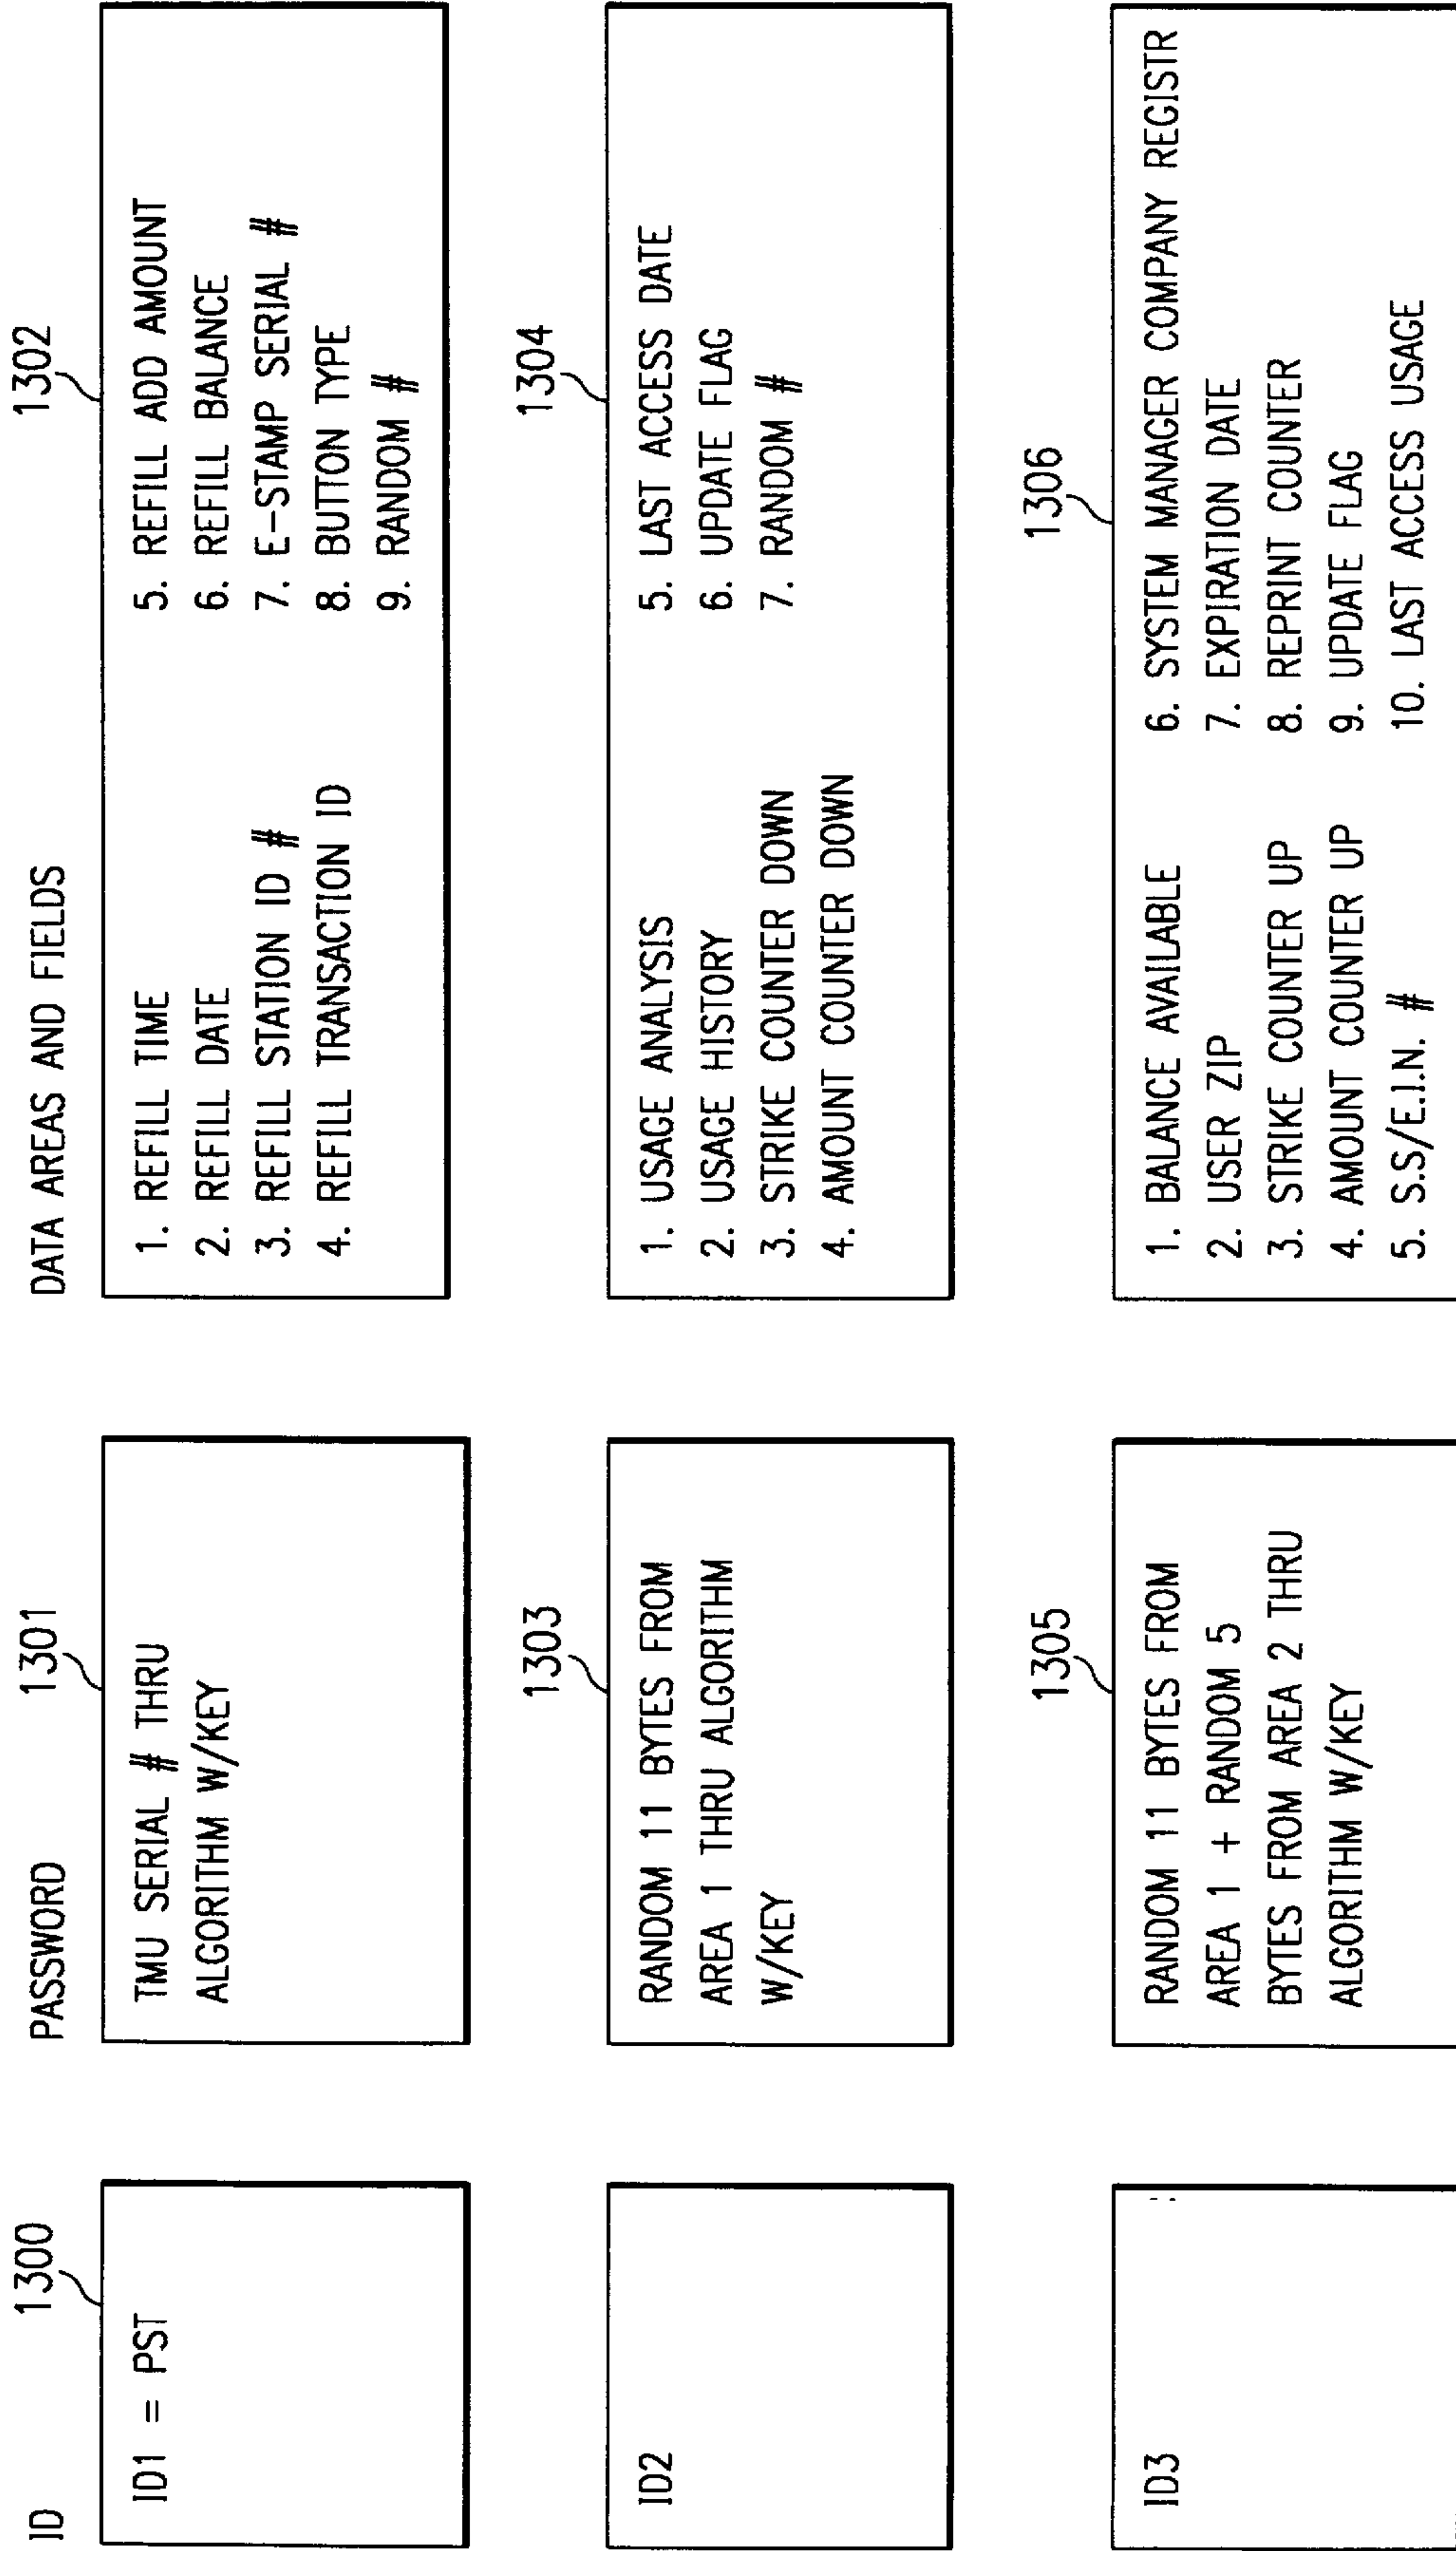 ID
PASSWORD
DATA AREAS AND FIELDS
1300
ID1 = PST
1301
TMU SERIAL # THRU
ALGORITHM W/KEY
1302
1. REFILL TIME
2. REFILL DATE
3. REFILL STATION ID #
4. REFILL TRANSACTION ID
5. REFILL ADD AMOUNT
6. REFILL BALANCE
7. E-STAMP SERIAL #
8. BUTTON TYPE
9. RANDOM #
ID2
1303
RANDOM 11 BYTES FROM
AREA 1 THRU ALGORITHM
W/KEY
1304
1. USAGE ANALYSIS
2. USAGE HISTORY
3. STRIKE COUNTER DOWN
4. AMOUNT COUNTER DOWN
5. LAST ACCESS DATE
6. UPDATE FLAG
7. RANDOM #
ID3
1305
RANDOM 11 BYTES FROM
AREA 1 + RANDOM 5
BYTES FROM AREA 2 THRU
ALGORITHM W/KEY
1306
1. BALANCE AVAILABLE
2. USER ZIP
3. STRIKE COUNTER UP
4. AMOUNT COUNTER UP
5. S.S/E.I.N. #
6. SYSTEM MANAGER COMPANY REGISTR
7. EXPIRATION DATE
8. REPRINT COUNTER
9. UPDATE FLAG
10. LAST ACCESS USAGE